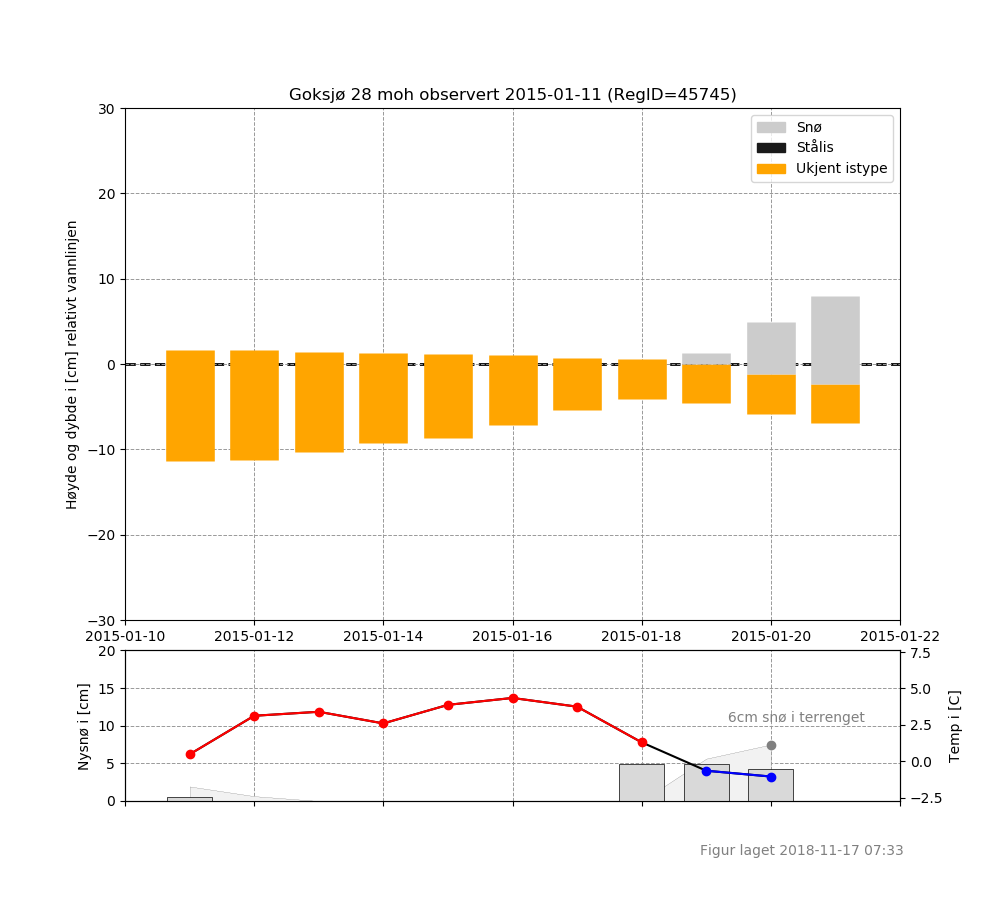 Goksjø 28 moh observert 2015-01-11 (RegID=45745)
Høyde og dybde i [cm] relativt vannlinjen
30
20
10
0
−10
−20
−30
Snø
Stålis
Ukjent istype
2015-01-10 2015-01-12 2015-01-14 2015-01-16 2015-01-18 2015-01-20 2015-01-22
Nysnø i [cm]
20
15
10
5
0
6cm snø i terrenget
7.5
5.0
2.5
0.0
−2.5
Temp i [C]
Figur laget 2018-11-17 07:33